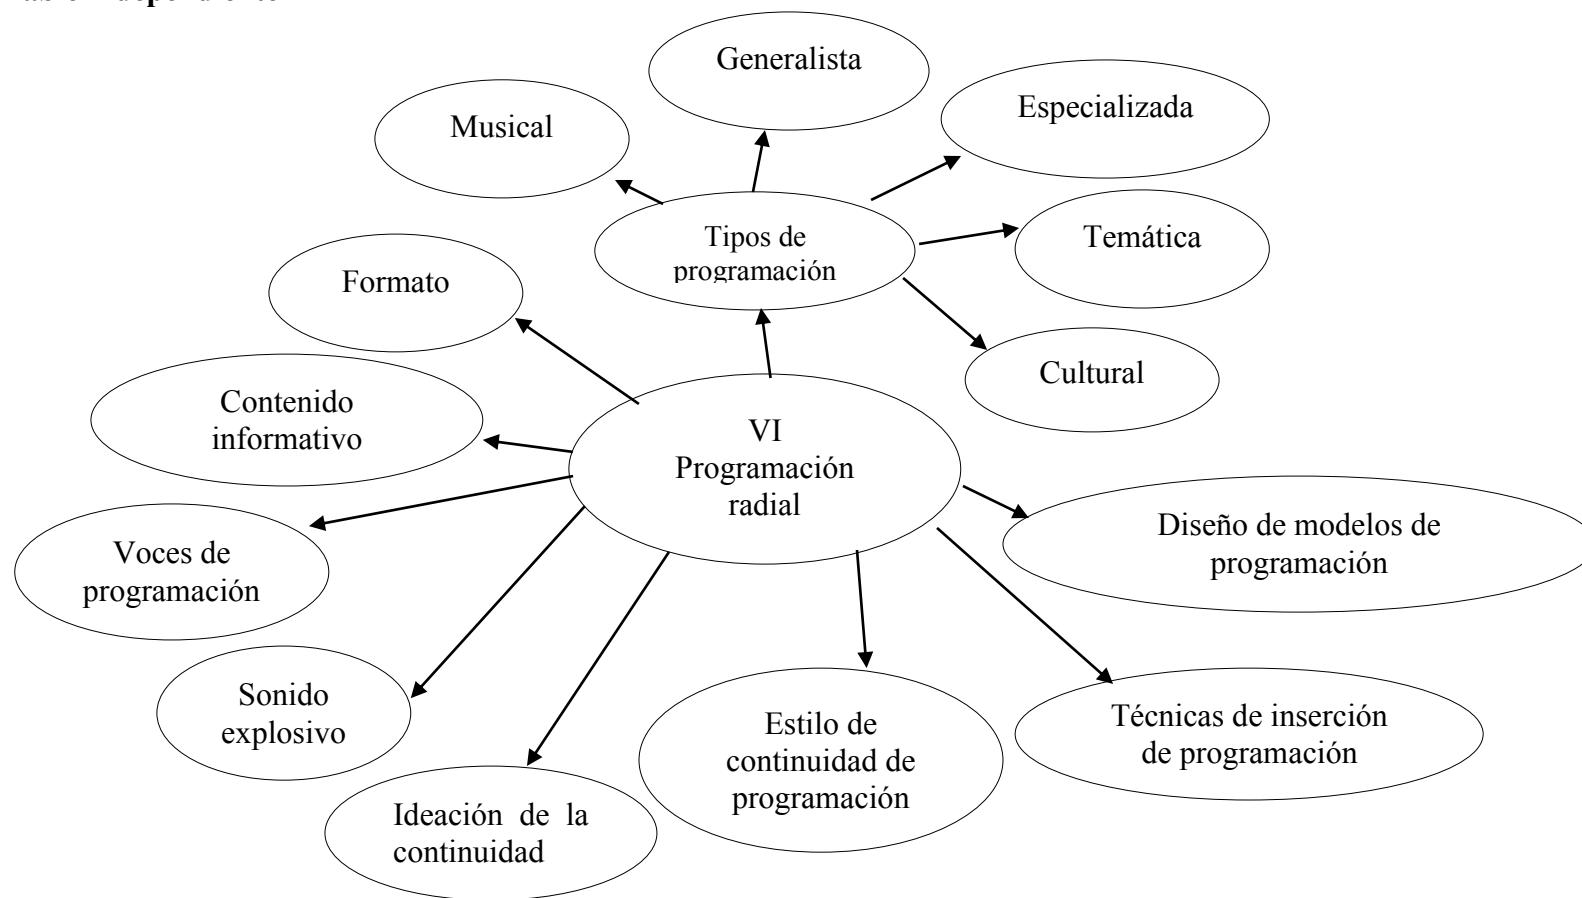 Generalista
Musical
Especializada
Tipos de
programación
Temática
Formato
Cultural
Contenido
informativo
VI
Programación
radial
Voces de
programación
Diseño de modelos de
programación
Sonido
explosivo
Estilo de
continuidad de
programación
Técnicas de inserción
de programación
Ideación de la
continuidad